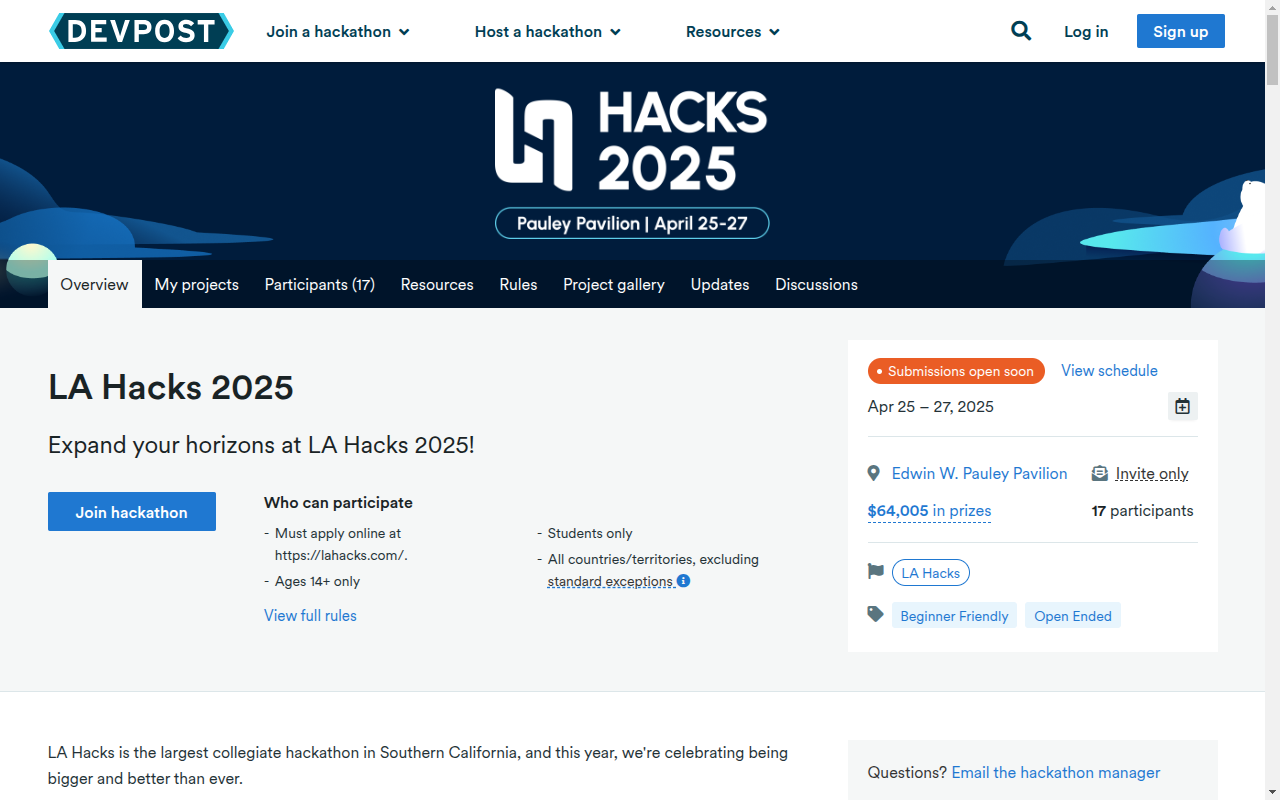 DEVPOST
Join a hackathon
Host a hackathon
Resources
Log in
Sign up
HACKS
2025
Pauley Pavilion | April 25-27
Overview
My projects
Participants (17)
Resources
Rules
Project gallery
Updates
Discussions
LA Hacks 2025
Expand your horizons at LA Hacks 2025!
Join hackathon
Who can participate
- Must apply online at
https://lahacks.com/.
- Ages 14+ only
- Students only
- All countries/territories, excluding
standard exceptions
View full rules
Submissions open soon
View schedule
Apr 25 – 27, 2025
Edwin W. Pauley Pavilion
Invite only
$64,005 in prizes
17 participants
LA Hacks
Beginner Friendly
Open Ended
LA Hacks is the largest collegiate hackathon in Southern California, and this year, we're celebrating being
bigger and better than ever.
Questions? Email the hackathon manager